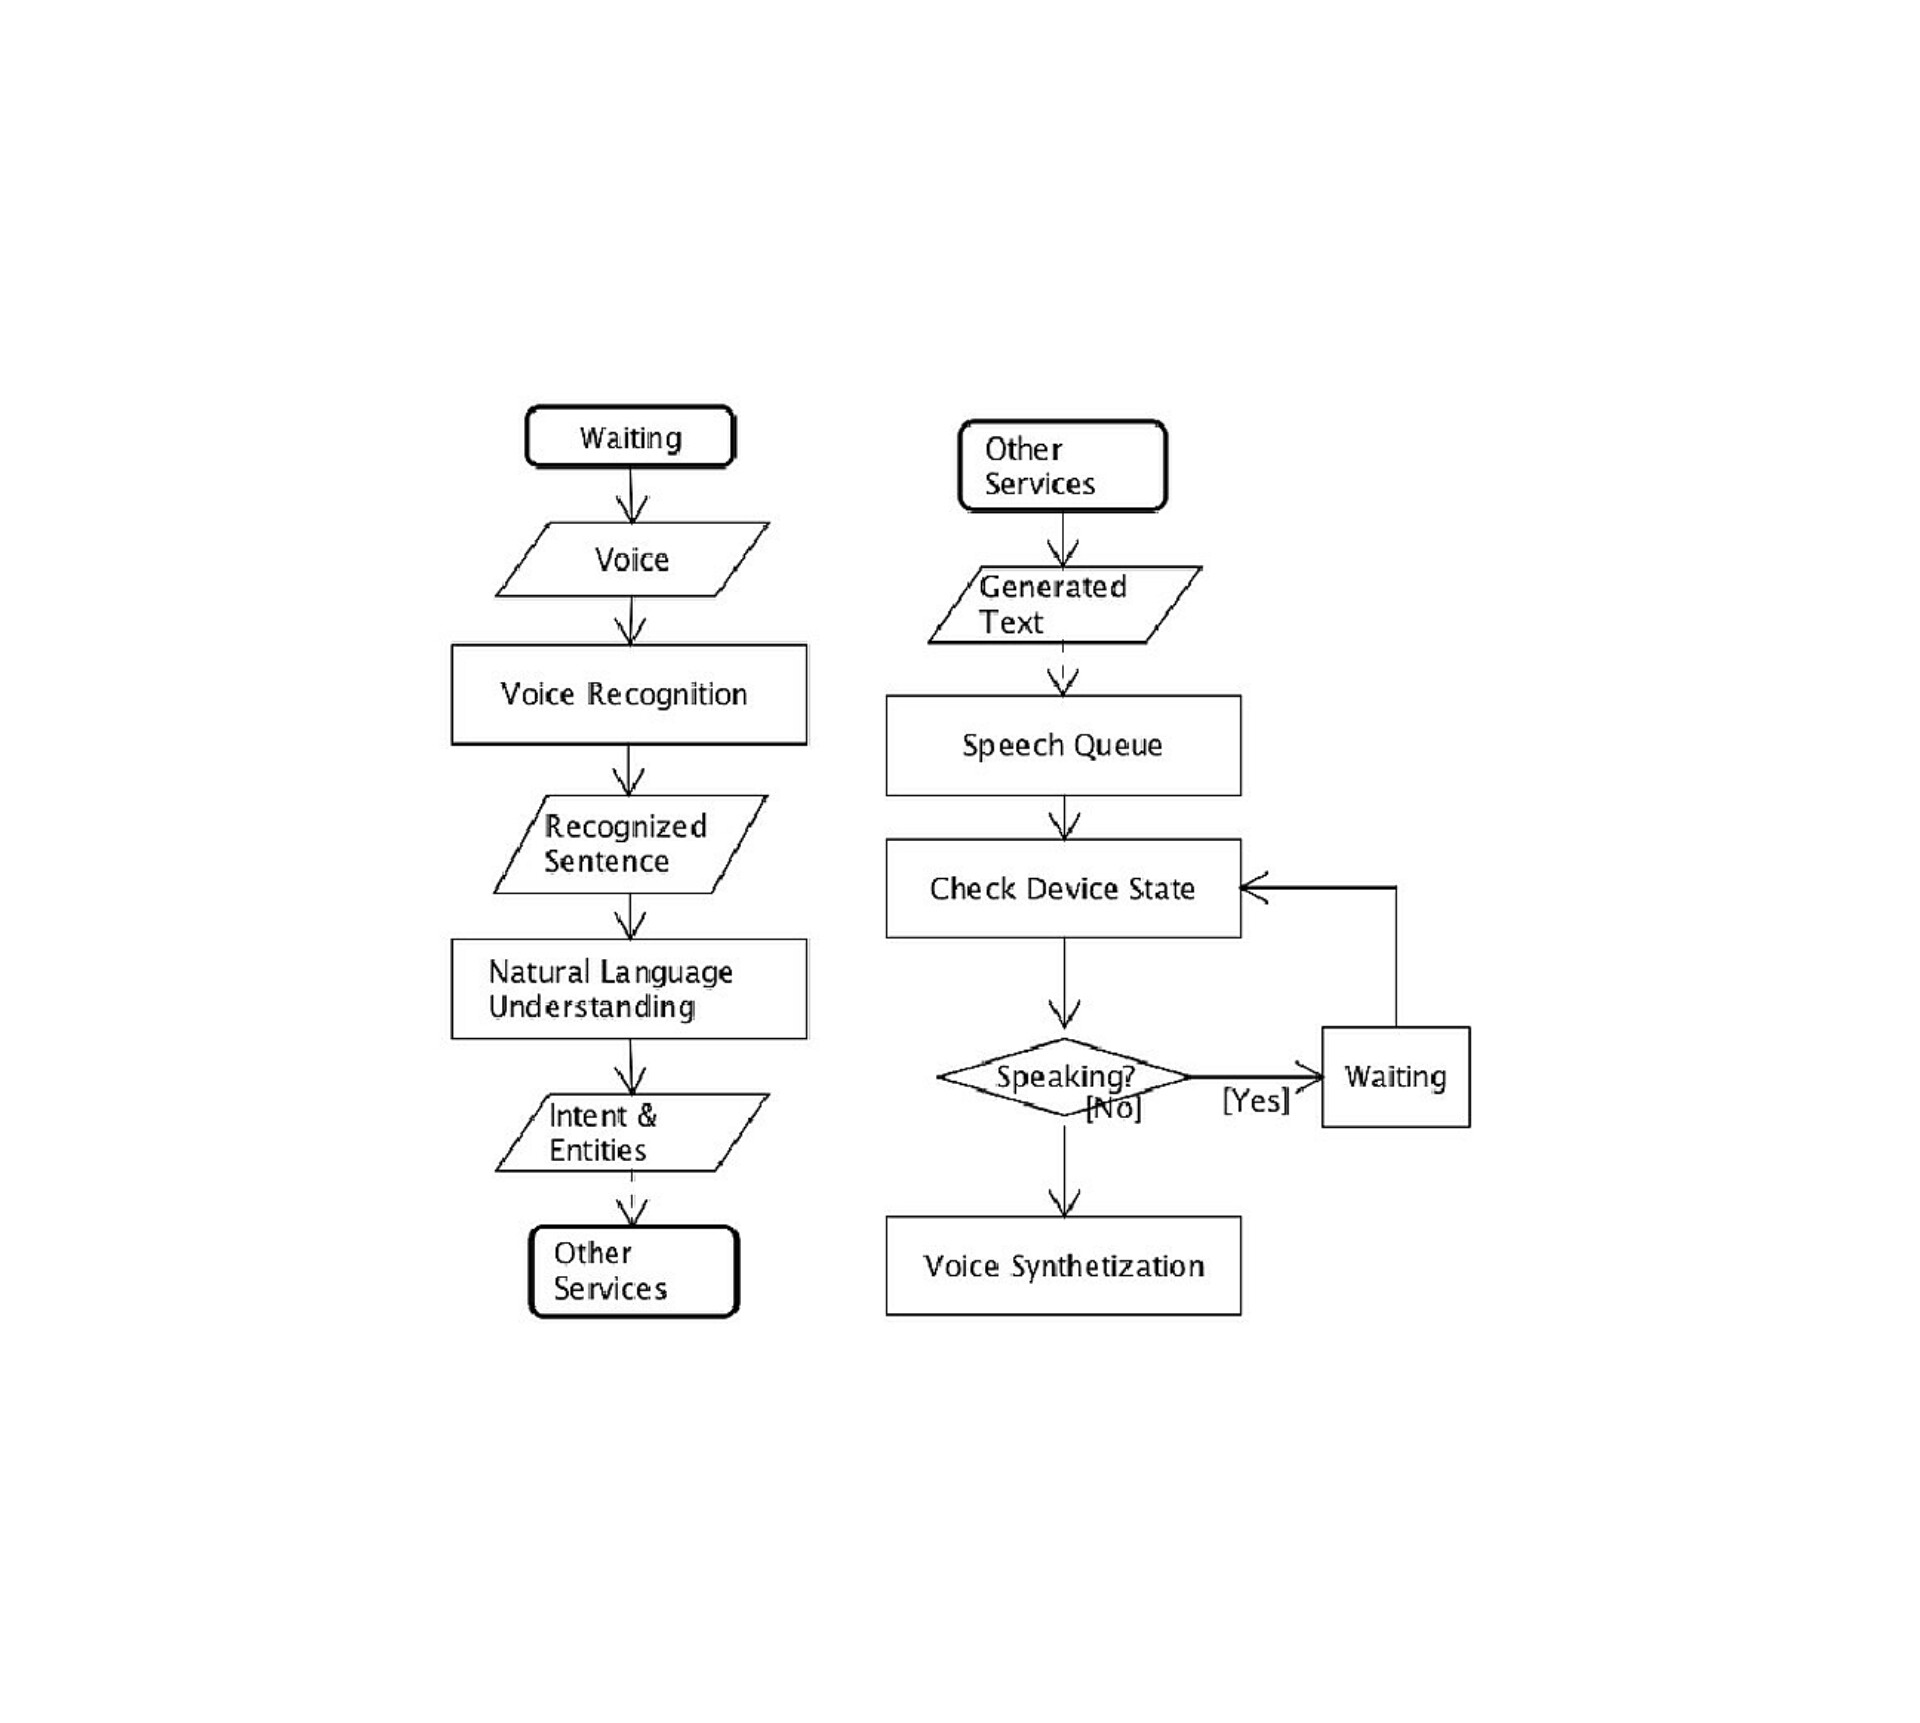 Waiting
Voice
Voice Recognition
Recognized
Sentence
Natural Language
Understanding
Intent &
Entities
Other
Services
Other
Services
Generated
Text
Speech Queue
Check Device State
Speaking?
[No]
[Yes]
Waiting
Voice Synthetization